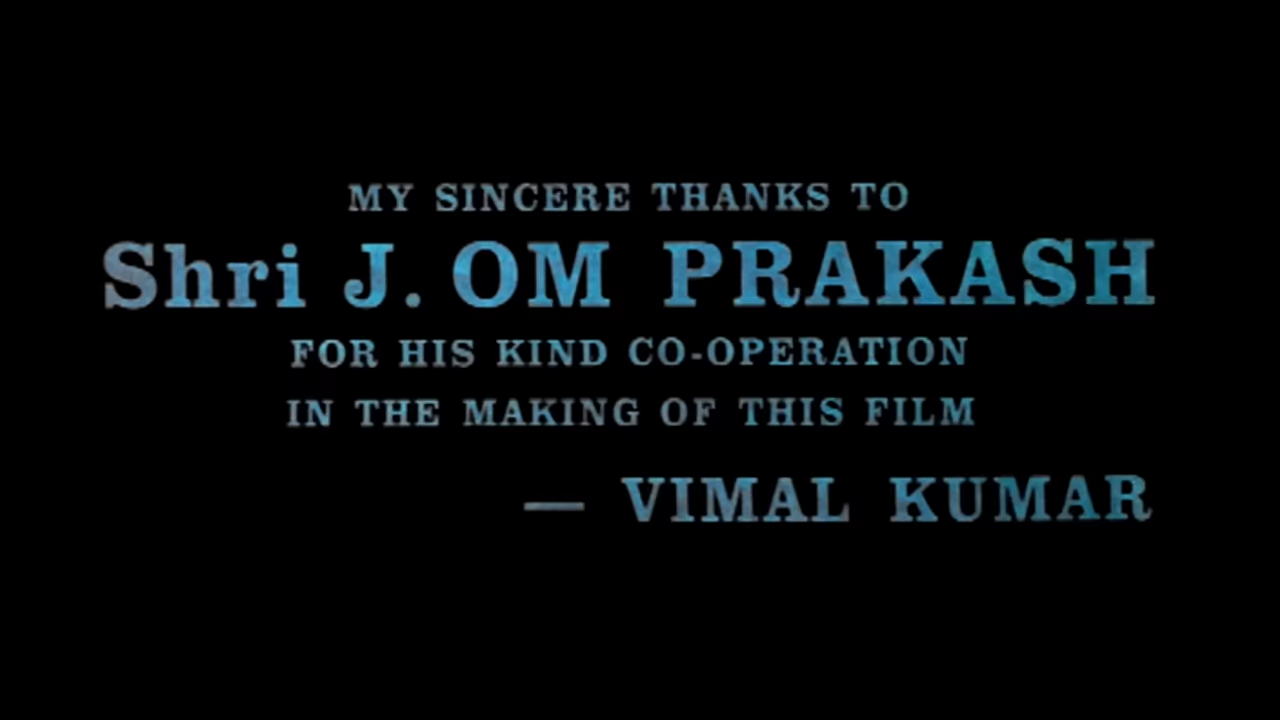 MY SINCERE THANKS TO
Shri J. OM PRAKASH
FOR HIS KIND CO-OPERATION
IN THE MAKING OF THIS FILM
— VIMAL KUMAR